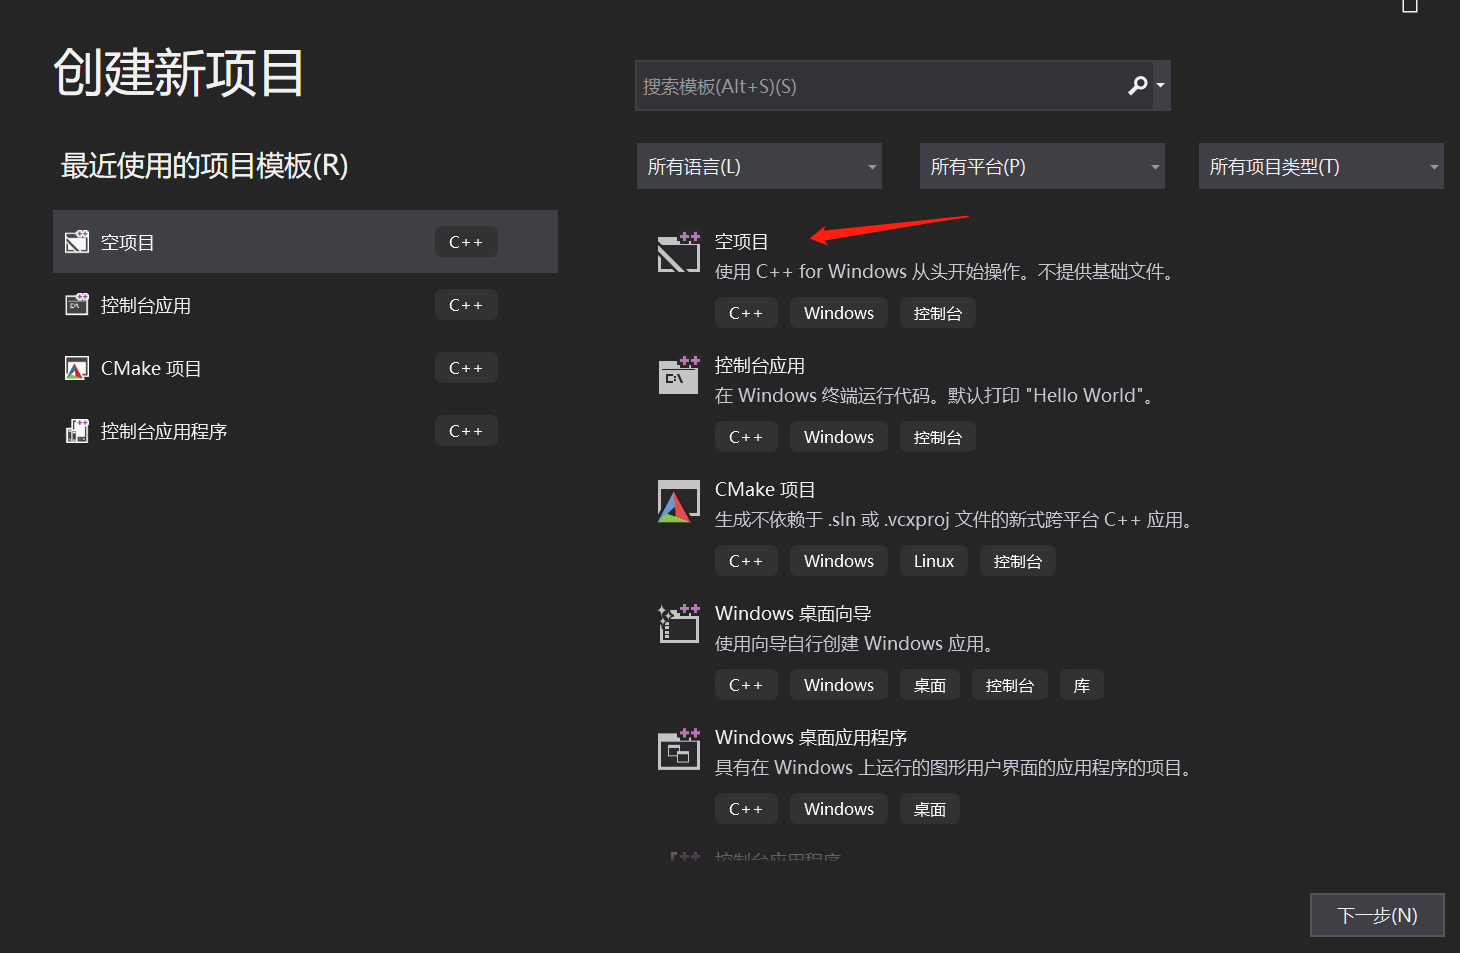 创建新项目
搜索模板(Alt+S)(S)
最近使用的项目模板(R)
所有语言(L)
所有平台(P)
所有项目类型(T)
空项目 C++
控制台应用 C++
CMake 项目 C++
控制台应用程序 C++
空项目
使用 C++ for Windows 从头开始操作。不提供基础文件。
C++ Windows 控制台
控制台应用
在 Windows 终端运行代码。默认打印 "Hello World"。
C++ Windows 控制台
CMake 项目
生成不依赖于 .sln 或 .vcxproj 文件的新式跨平台 C++ 应用。
C++ Windows Linux 控制台
Windows 桌面向导
使用向导自行创建 Windows 应用。
C++ Windows 桌面 控制台 库
Windows 桌面应用程序
具有在 Windows 上运行的图形用户界面的应用程序的项目。
C++ Windows 桌面
控制台应用程序
下一步(N)